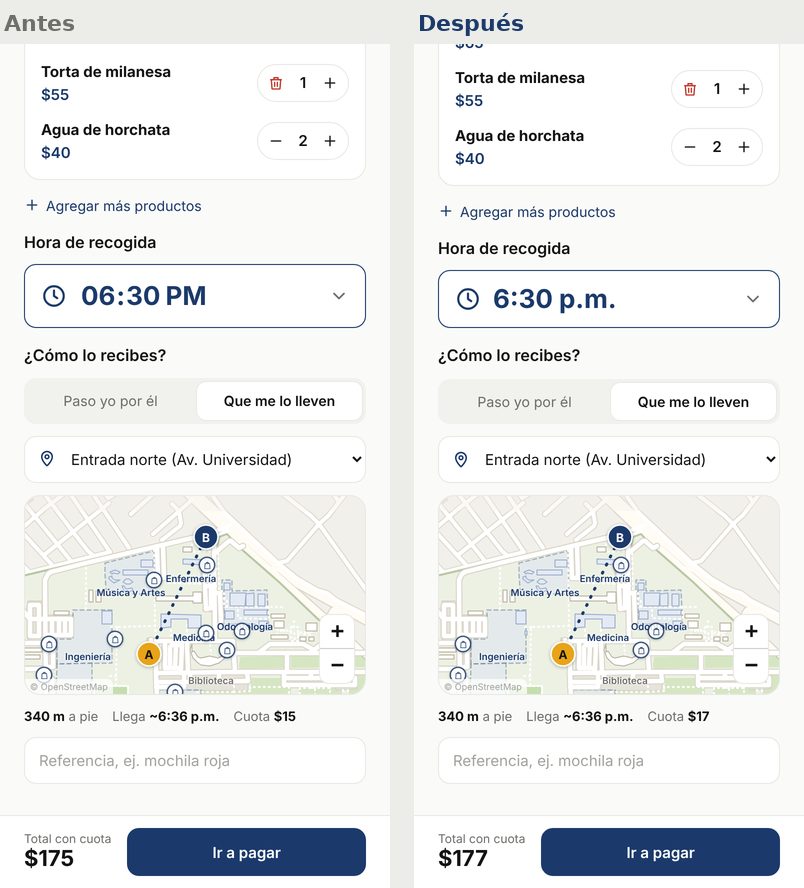 Antes
Torta de milanesa
$55
1
Agua de horchata
$40
2
Agregar más productos
Hora de recogida
06:30 PM
¿Cómo lo recibes?
Paso yo por él
Que me lo lleven
Entrada norte (Av. Universidad)
B
Enfermería
Música y Artes
Medicina
Odontología
A
Ingeniería
Biblioteca
+
−
© OpenStreetMap
340 m a pie Llega ~6:36 p.m. Cuota $15
Referencia, ej. mochila roja
Total con cuota
$175
Ir a pagar
Después
$65
Torta de milanesa
$55
1
Agua de horchata
$40
2
Agregar más productos
Hora de recogida
6:30 p.m.
¿Cómo lo recibes?
Paso yo por él
Que me lo lleven
Entrada norte (Av. Universidad)
B
Enfermería
Música y Artes
Medicina
Odontología
A
Ingeniería
Biblioteca
+
−
© OpenStreetMap
340 m a pie Llega ~6:36 p.m. Cuota $17
Referencia, ej. mochila roja
Total con cuota
$177
Ir a pagar